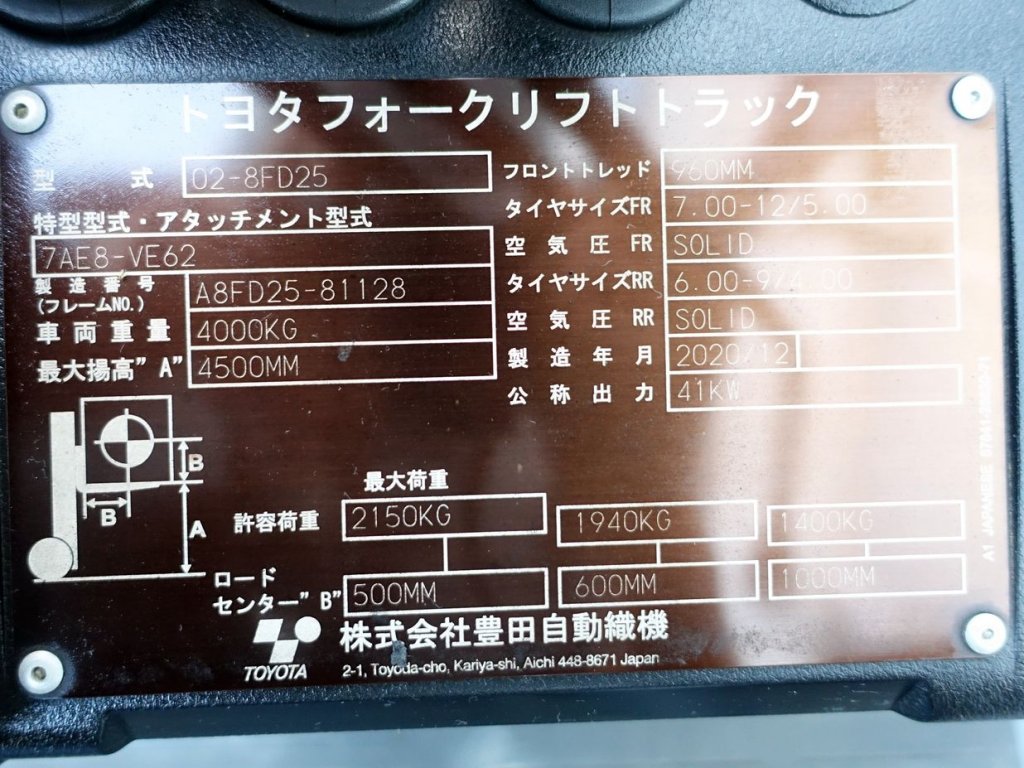 トヨタフォークリフトトラック
型式 02-8FD25
特型型式・アタッチメント型式
7AE8-VE62
製造番号
(フレームNO.) A8FD25-81128
車両重量 4000KG
最大揚高"A" 4500MM
フロントトレッド 960MM
タイヤサイズFR 7.00-12/5.00
空気圧 FR SOLID
タイヤサイズRR 6.00-9/4.00
空気圧 RR SOLID
製造年月 2020/12
公称出力 41KW
B
B
A
最大荷重
許容荷重 2150KG 1940KG 1400KG
ロード
センター"B" 500MM 600MM 1000MM
TOYOTA
株式会社豊田自動織機
2-1, Toyoda-cho, Kariya-shi, Aichi 448-8671 Japan
A1 JAPANESE